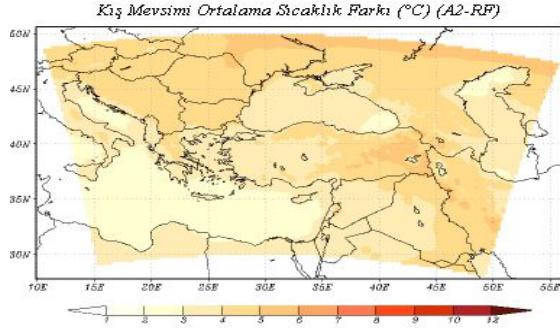 Kış Mevsimi Ortalama Sıcaklık Farkı (°C) (A2-RF)
50N
45N
40N
35N
30N
10E 15E 20E 25E 30E 35E 40E 45E 50E 55E
1 2 3 4 5 6 7 8 9 10 12